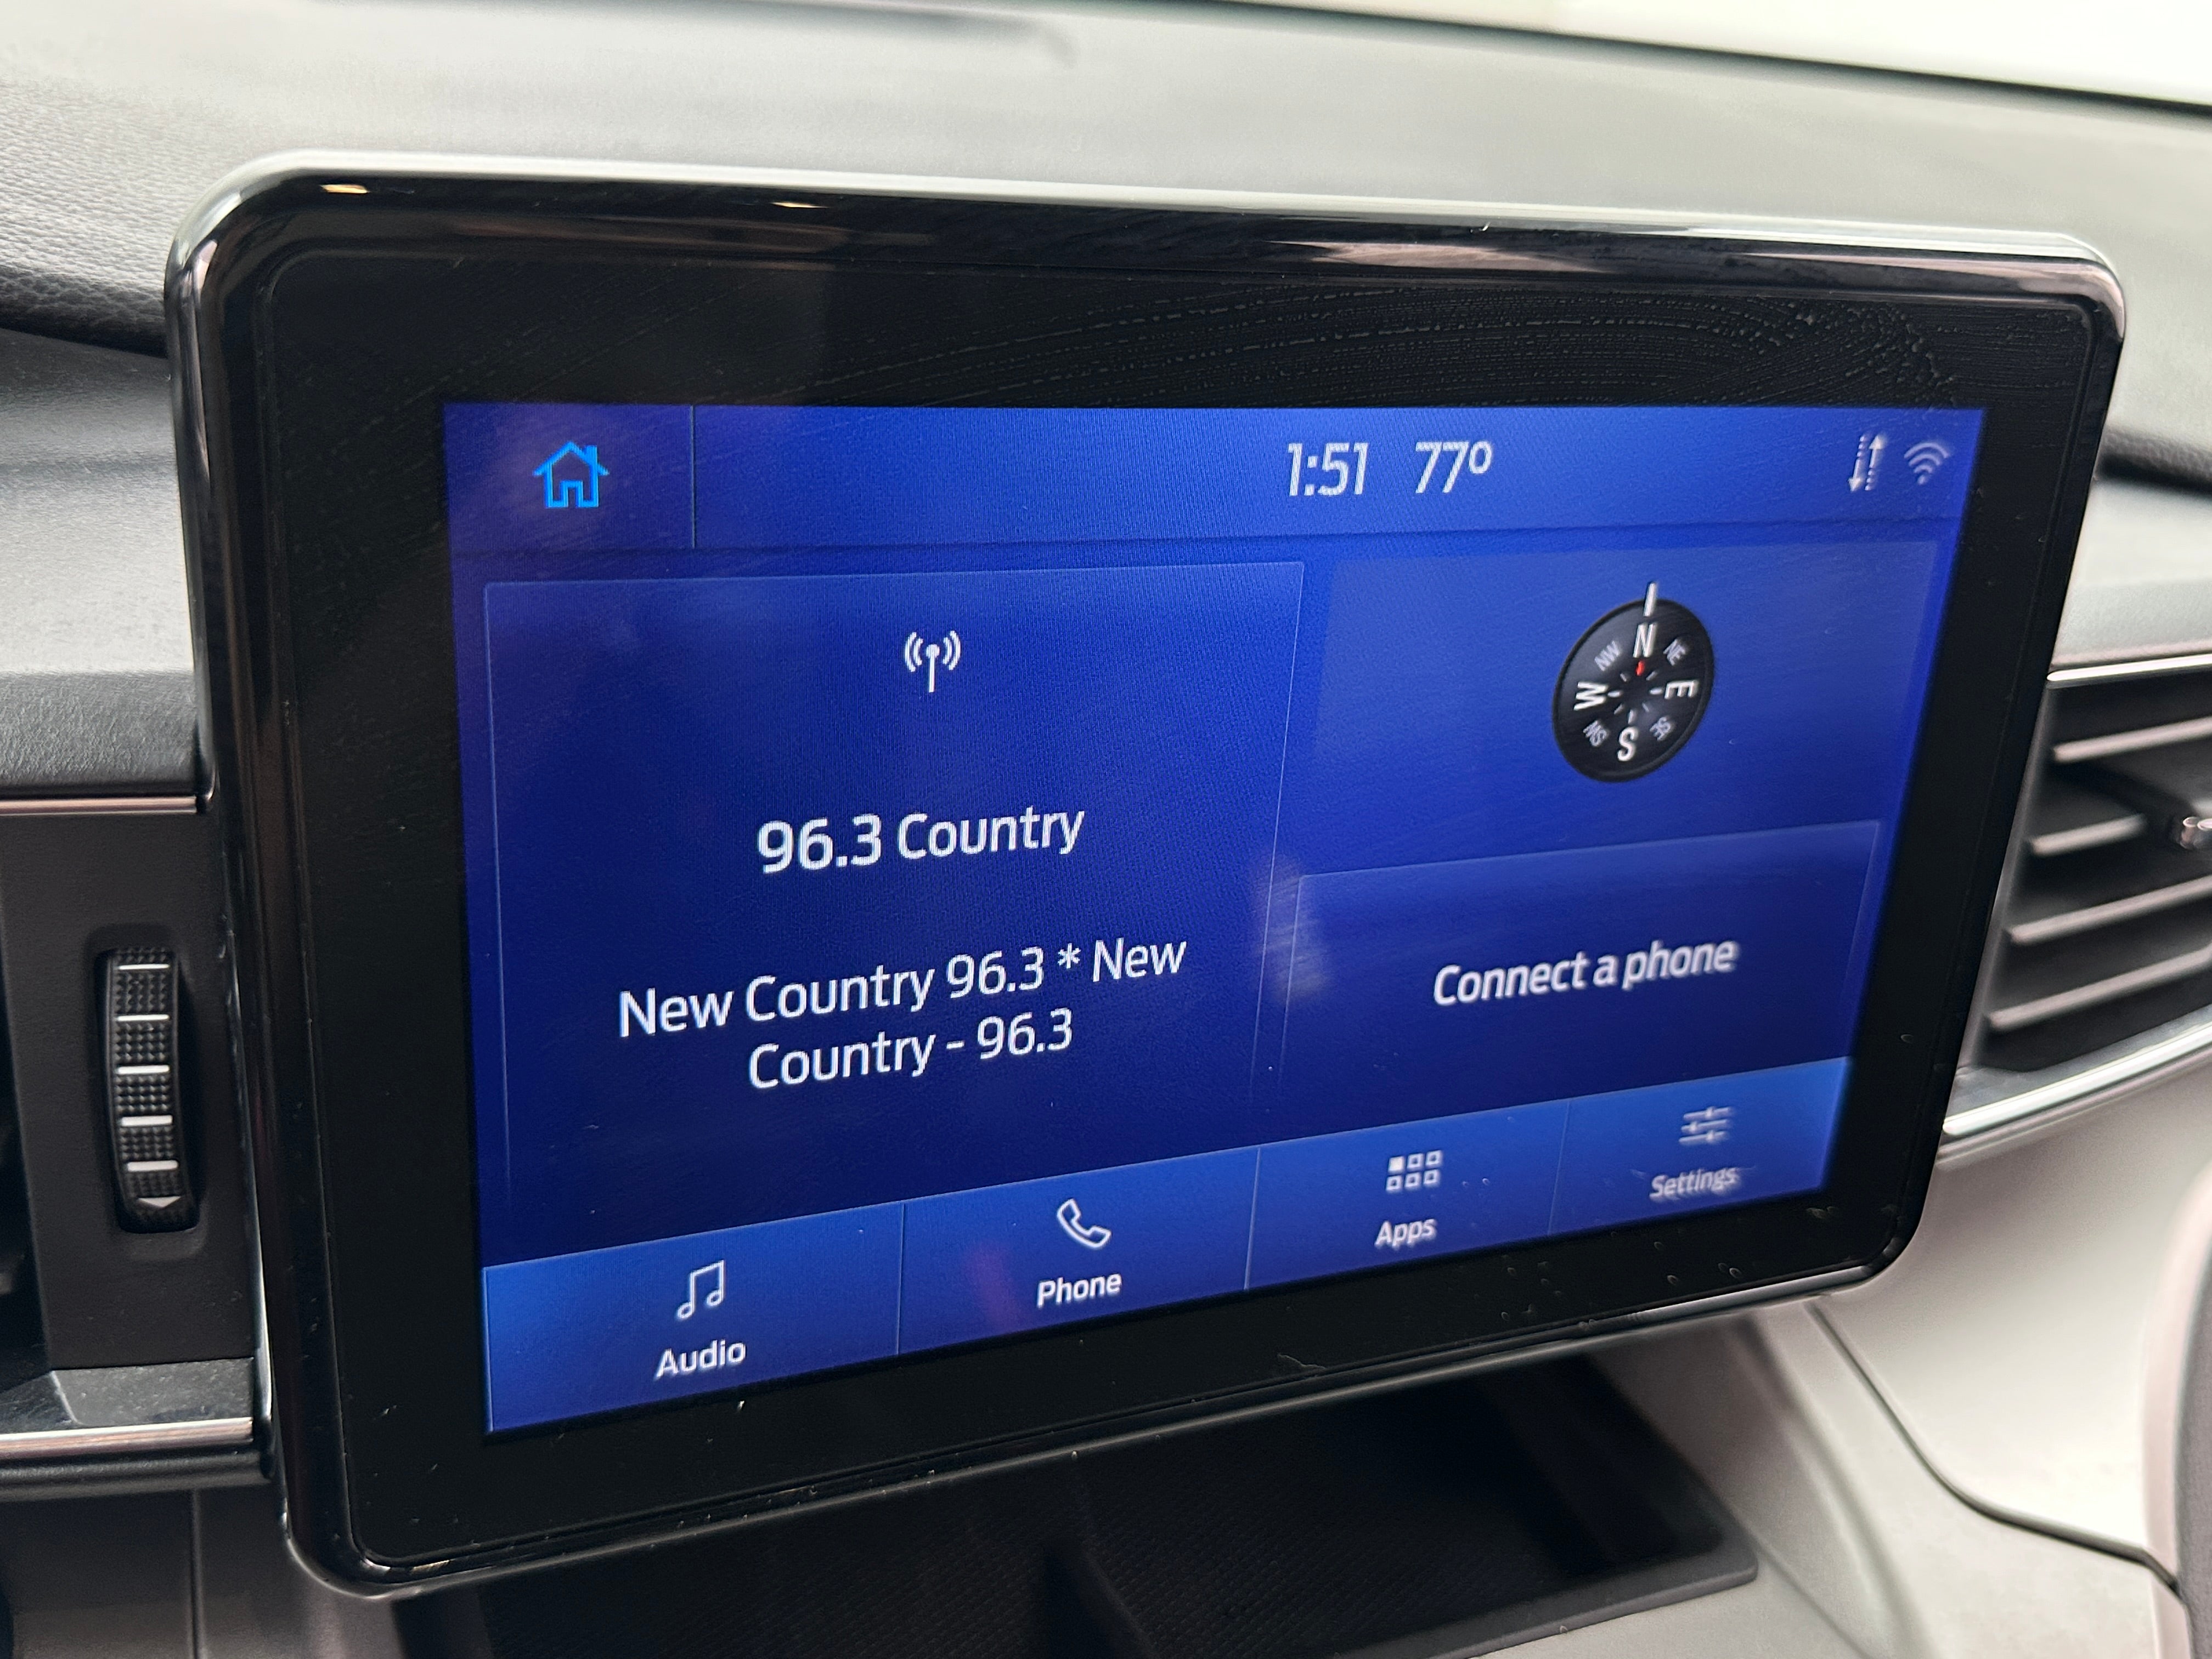 1:51 77°
N
NW NE
W E
SW SE
S
96.3 Country
New Country 96.3 * New
Country - 96.3
Connect a phone
Audio
Phone
Apps
Settings